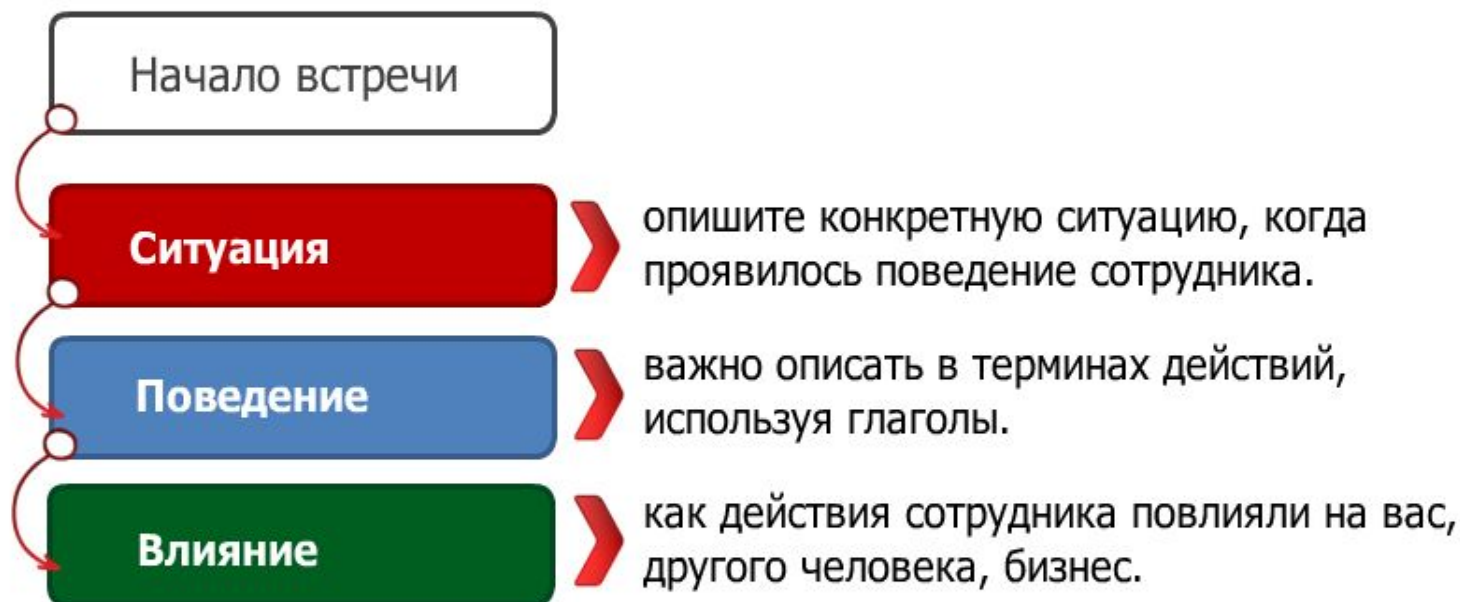 Начало встречи
Ситуация
опишите конкретную ситуацию, когда
проявилось поведение сотрудника.
Поведение
важно описать в терминах действий,
используя глаголы.
Влияние
как действия сотрудника повлияли на вас,
другого человека, бизнес.